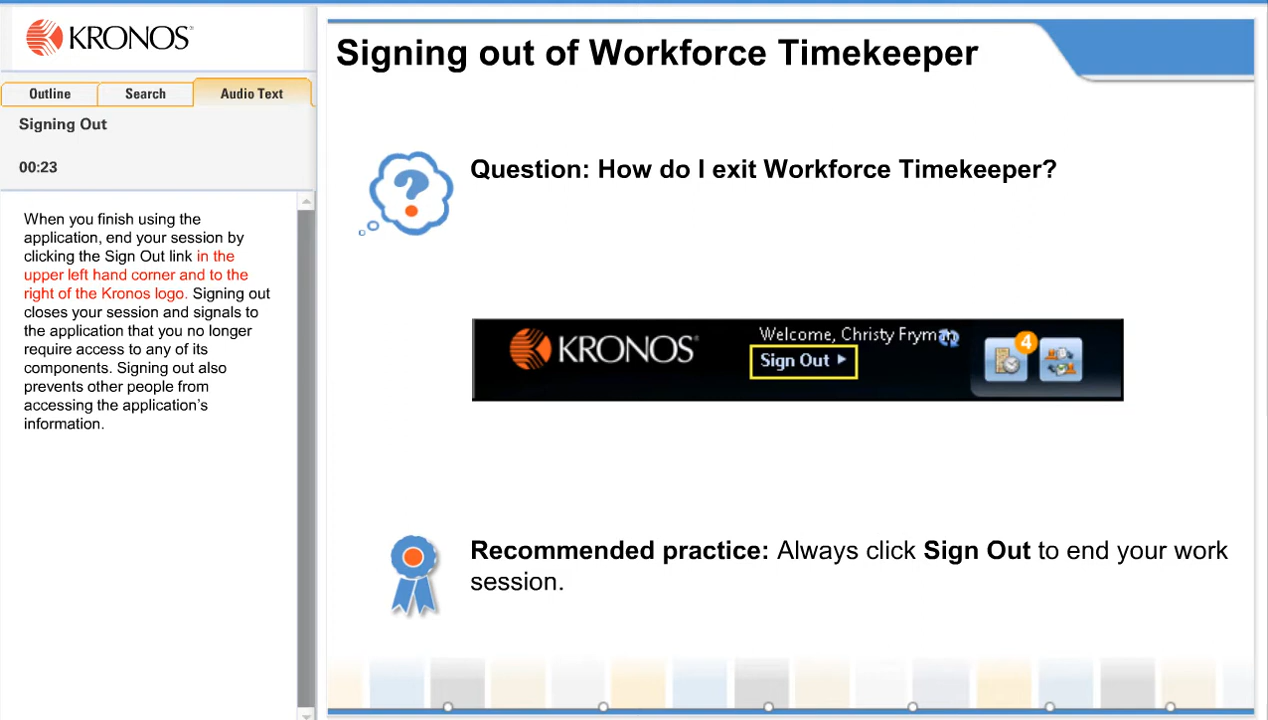 KRONOS
Outline
Search
Audio Text
Signing Out
00:23
When you finish using the
application, end your session by
clicking the Sign Out link in the
upper left hand corner and to the
right of the Kronos logo. Signing out
closes your session and signals to
the application that you no longer
require access to any of its
components. Signing out also
prevents other people from
accessing the application's
information.
Signing out of Workforce Timekeeper
?
Question: How do I exit Workforce Timekeeper?
KRONOS
Welcome, Christy Fryman
Sign Out
4
Recommended practice: Always click Sign Out to end your work
session.